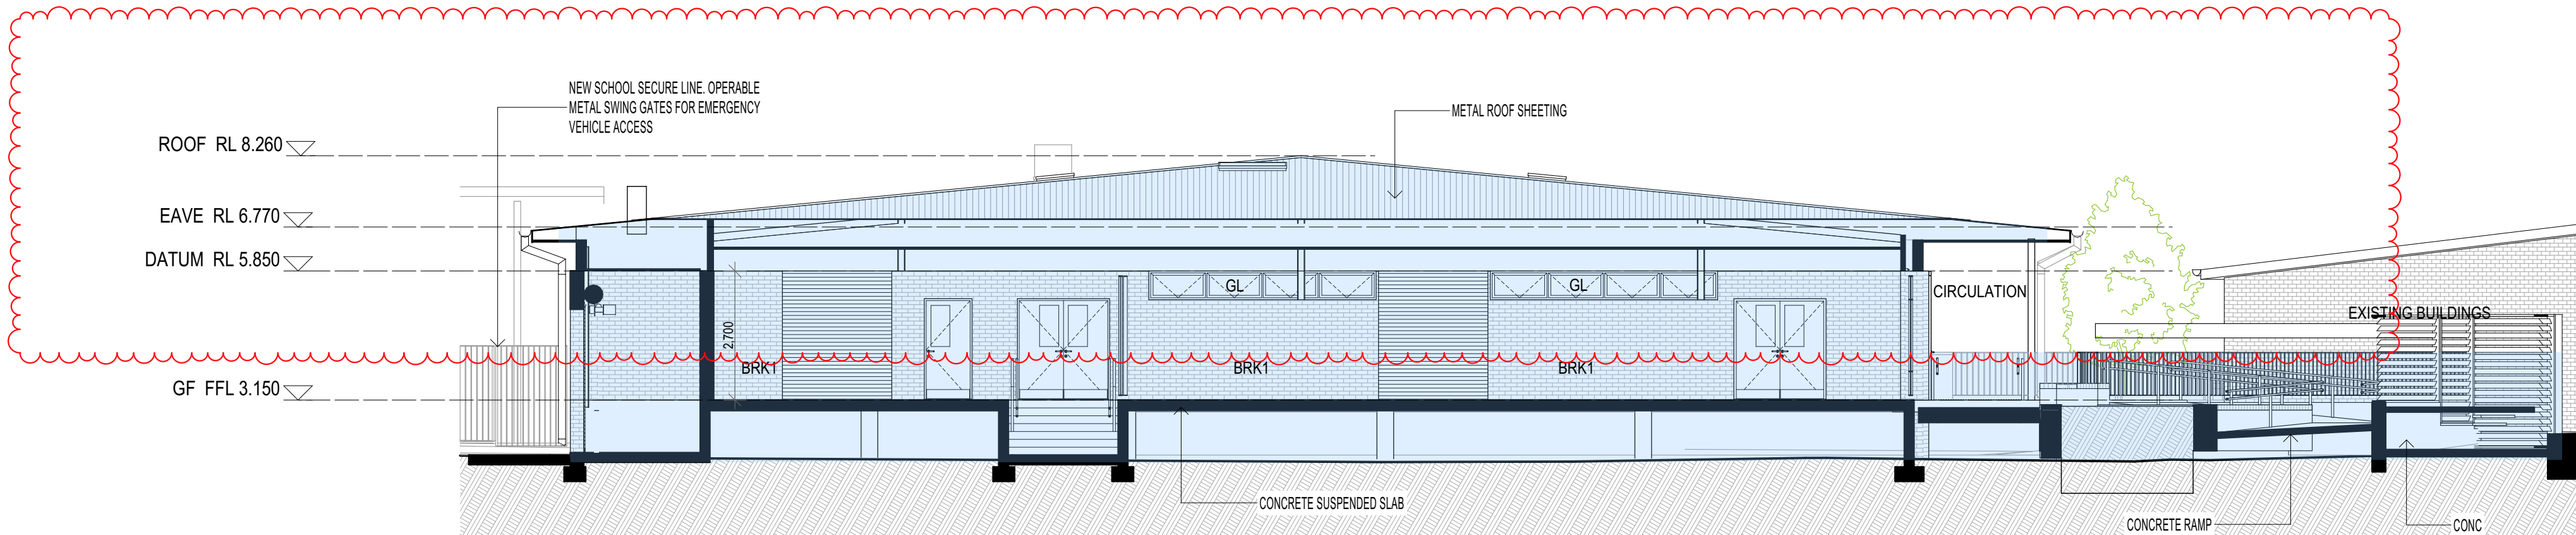 NEW SCHOOL SECURE LINE. OPERABLE
METAL SWING GATES FOR EMERGENCY
VEHICLE ACCESS
METAL ROOF SHEETING
ROOF RL 8.260
EAVE RL 6.770
DATUM RL 5.850
GL
GL
CIRCULATION
EXISTING BUILDINGS
2.700
BRK1
BRK1
BRK1
GF FFL 3.150
CONCRETE SUSPENDED SLAB
CONCRETE RAMP
CONC